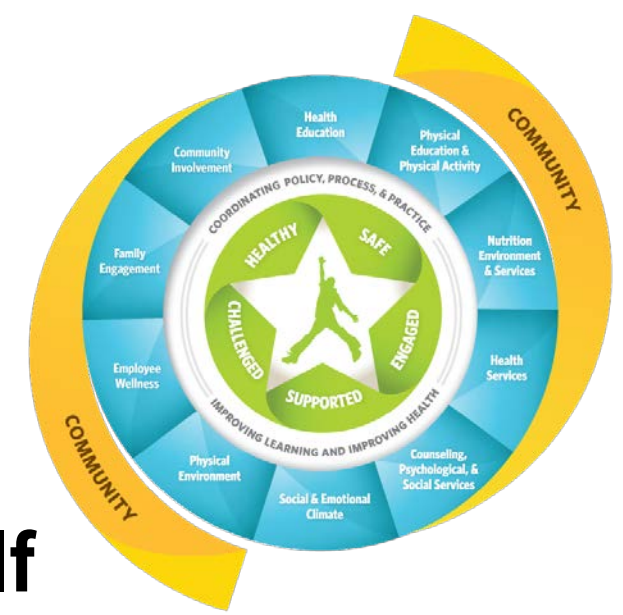 COMMUNITY
Health
Education
Physical
Education &
Physical Activity
Nutrition
Environment
& Services
Health
Services
Counseling,
Psychological, &
Social Services
Social & Emotional
Climate
Physical
Environment
Employee
Wellness
Family
Engagement
Community
Involvement
COORDINATING POLICY, PROCESS, & PRACTICE
IMPROVING LEARNING AND IMPROVING HEALTH
HEALTHY
SAFE
ENGAGED
SUPPORTED
CHALLENGED
COMMUNITY
lf